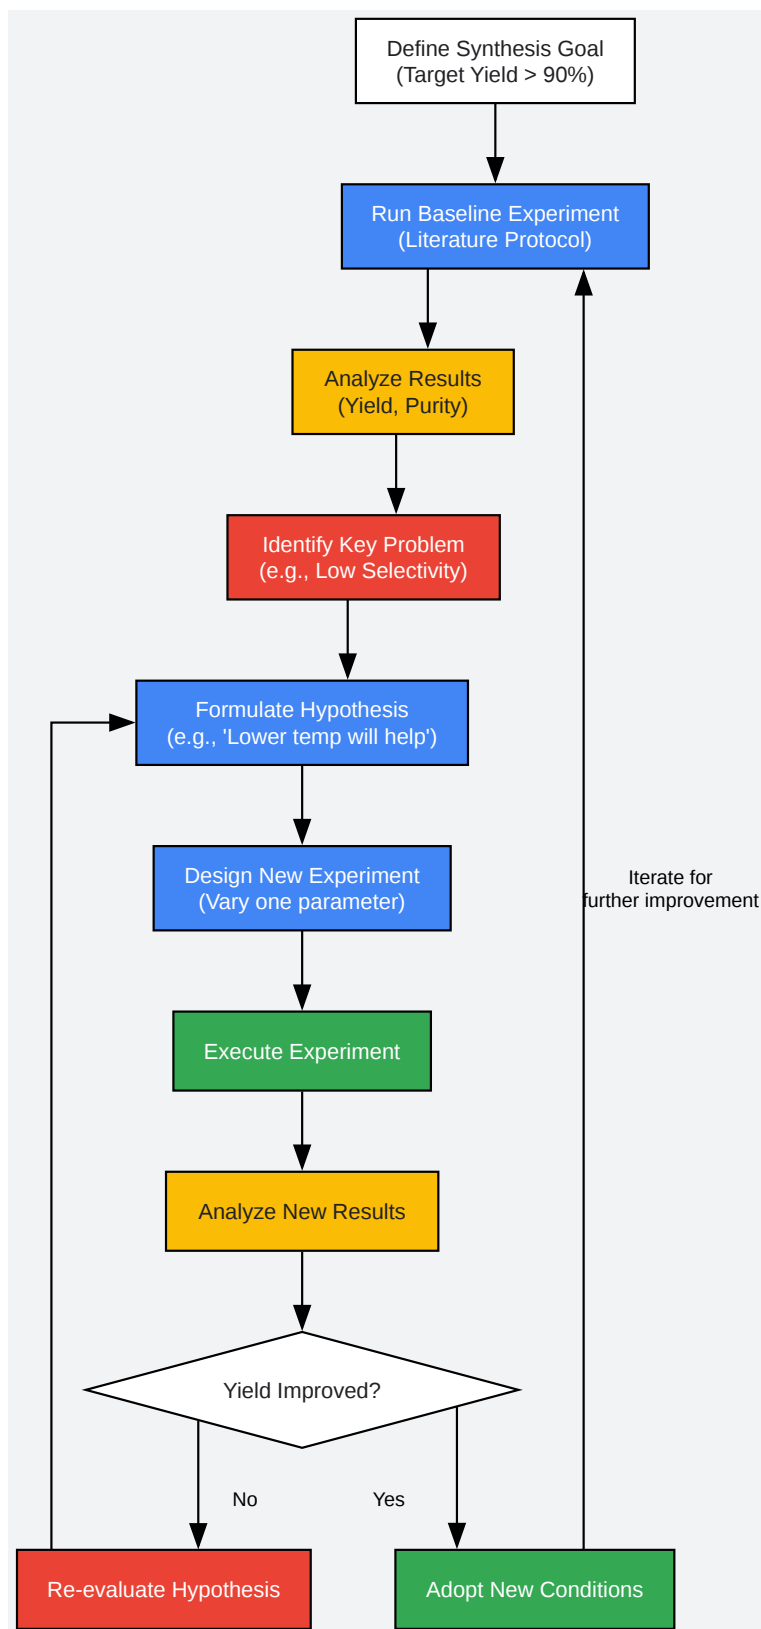 Define Synthesis Goal
(Target Yield > 90%)
Run Baseline Experiment
(Literature Protocol)
Analyze Results
(Yield, Purity)
Identify Key Problem
(e.g., Low Selectivity)
Formulate Hypothesis
(e.g., 'Lower temp will help')
Design New Experiment
(Vary one parameter)
Iterate for
further improvement
Execute Experiment
Analyze New Results
Yield Improved?
No
Yes
Re-evaluate Hypothesis
Adopt New Conditions